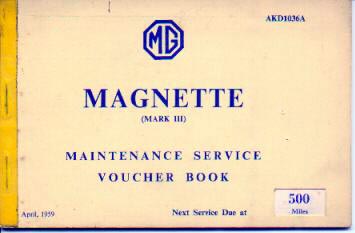 AKD1036A
MG
MAGNETTE
(MARK III)
MAINTENANCE SERVICE
VOUCHER BOOK
500
April, 1959 Next Service Due at Miles